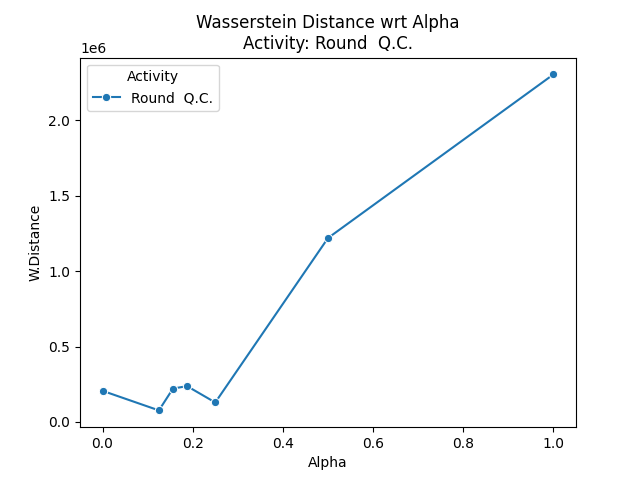 Wasserstein Distance wrt Alpha
Activity: Round  Q.C.
1e6
Activity
Round  Q.C.
2.0
1.5
1.0
0.5
0.0
W.Distance
0.0 0.2 0.4 0.6 0.8 1.0
Alpha